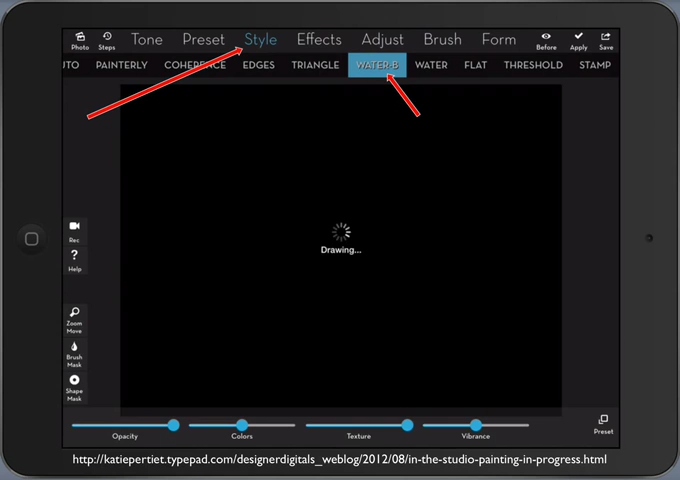 Photo Steps Tone Preset Style Effects Adjust Brush Form Before Apply Save
UTO PAINTERLY COHERENCE EDGES TRIANGLE WATER-B WATER FLAT THRESHOLD STAMP
Rec
Help
Drawing...
Zoom
Move
Brush
Mask
Shape
Mask
Opacity Colors Texture Vibrance Preset
http://katiepertiet.typepad.com/designerdigitals_weblog/2012/08/in-the-studio-painting-in-progress.html